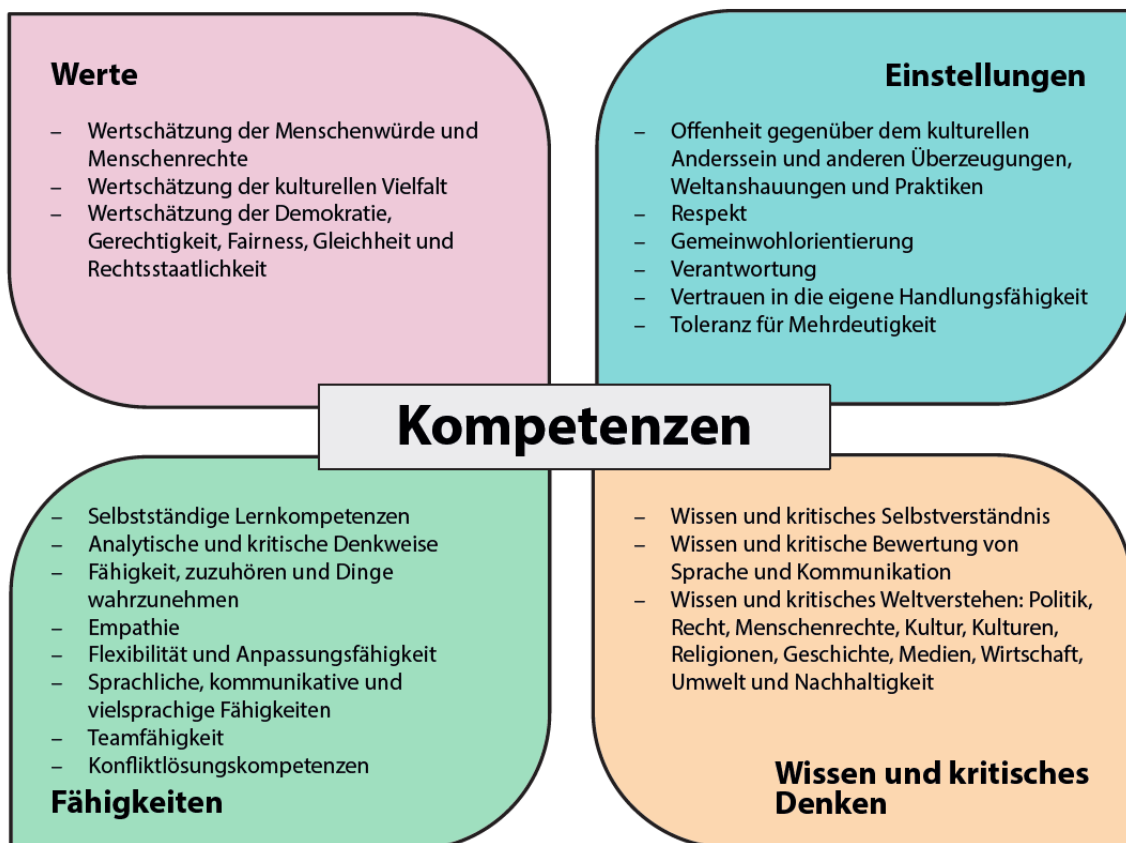 Werte
– Wertschätzung der Menschenwürde und
Menschenrechte
– Wertschätzung der kulturellen Vielfalt
– Wertschätzung der Demokratie,
Gerechtigkeit, Fairness, Gleichheit und
Rechtsstaatlichkeit
Einstellungen
– Offenheit gegenüber dem kulturellen
Anderssein und anderen Überzeugungen,
Weltanshauungen und Praktiken
– Respekt
– Gemeinwohlorientierung
– Verantwortung
– Vertrauen in die eigene Handlungsfähigkeit
– Toleranz für Mehrdeutigkeit
Kompetenzen
– Selbstständige Lernkompetenzen
– Analytische und kritische Denkweise
– Fähigkeit, zuzuhören und Dinge
wahrzunehmen
– Empathie
– Flexibilität und Anpassungsfähigkeit
– Sprachliche, kommunikative und
vielsprachige Fähigkeiten
– Teamfähigkeit
– Konfliktlösungskompetenzen
Fähigkeiten
– Wissen und kritisches Selbstverständnis
– Wissen und kritische Bewertung von
Sprache und Kommunikation
– Wissen und kritisches Weltverstehen: Politik,
Recht, Menschenrechte, Kultur, Kulturen,
Religionen, Geschichte, Medien, Wirtschaft,
Umwelt und Nachhaltigkeit
Wissen und kritisches
Denken